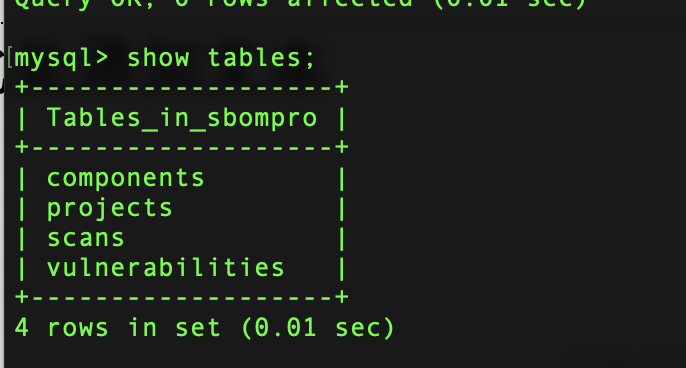 Query OK, 0 rows affected (0.01 sec)
[mysql> show tables;
+-------------------+
| Tables_in_sbompro |
+-------------------+
| components        |
| projects          |
| scans             |
| vulnerabilities   |
+-------------------+
4 rows in set (0.01 sec)